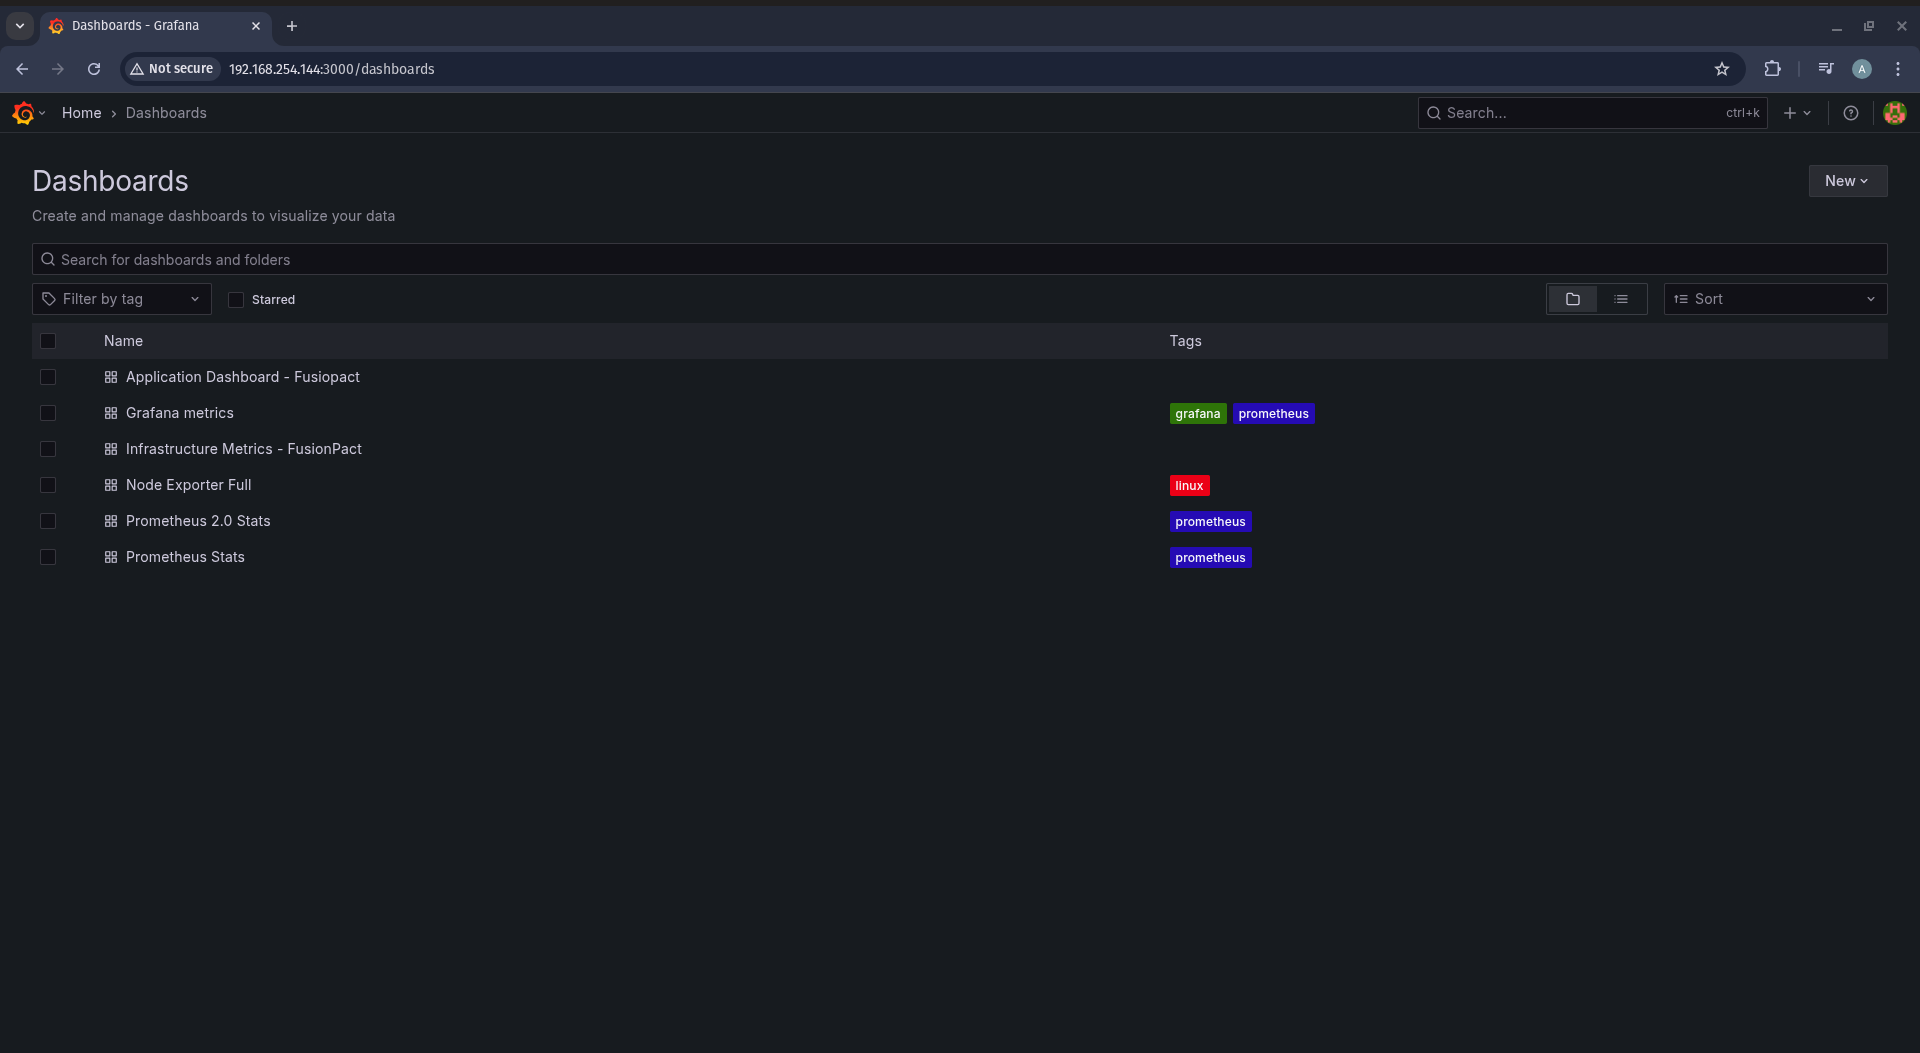 Dashboards - Grafana
Not secure 192.168.254.144:3000/dashboards
A
Home › Dashboards
Search... ctrl+k
Dashboards
New
Create and manage dashboards to visualize your data
Search for dashboards and folders
Filter by tag
Starred
Sort
Name Tags
Application Dashboard - Fusiopact
Grafana metrics grafana prometheus
Infrastructure Metrics - FusionPact
Node Exporter Full linux
Prometheus 2.0 Stats prometheus
Prometheus Stats prometheus